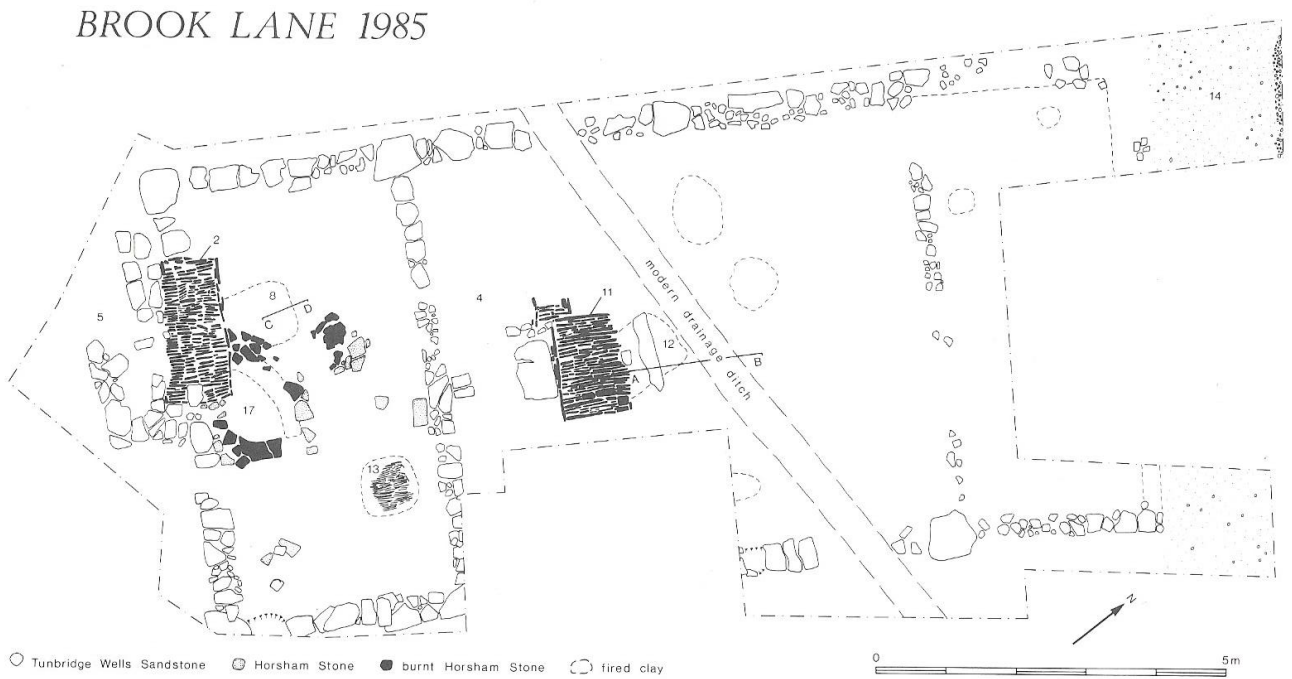 BROOK LANE 1985
14
2
8
D
C
5
4
11
12
A
B
modern drainage ditch
17
13
N
Tunbridge Wells Sandstone
Horsham Stone
burnt Horsham Stone
fired clay
0
5m